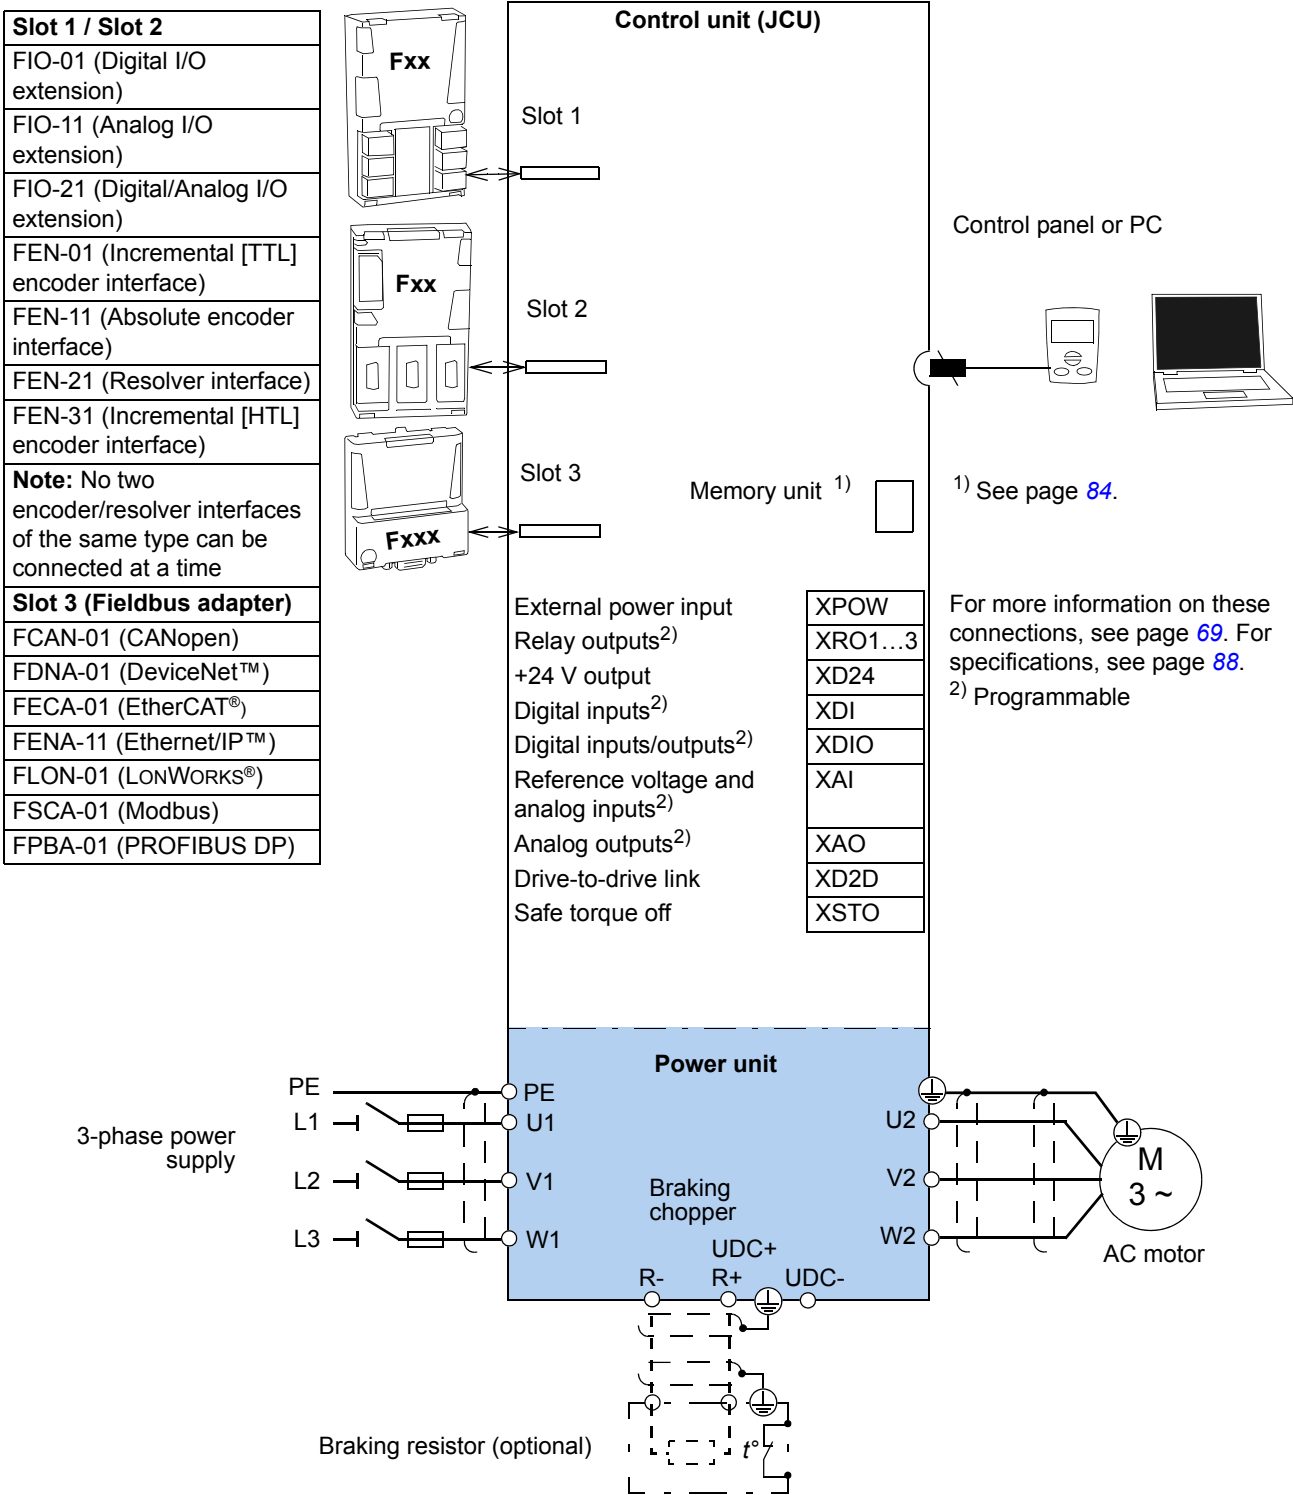 Slot 1 / Slot 2
FIO-01 (Digital I/O
extension)
FIO-11 (Analog I/O
extension)
FIO-21 (Digital/Analog I/O
extension)
FEN-01 (Incremental [TTL]
encoder interface)
FEN-11 (Absolute encoder
interface)
FEN-21 (Resolver interface)
FEN-31 (Incremental [HTL]
encoder interface)
Note: No two
encoder/resolver interfaces
of the same type can be
connected at a time
Slot 3 (Fieldbus adapter)
FCAN-01 (CANopen)
FDNA-01 (DeviceNet™)
FECA-01 (EtherCAT®)
FENA-11 (Ethernet/IP™)
FLON-01 (LONWORKS®)
FSCA-01 (Modbus)
FPBA-01 (PROFIBUS DP)
Fxx
Fxx
Fxxx
Control unit (JCU)
Slot 1
Slot 2
Slot 3
Control panel or PC
Memory unit 1)
1) See page 84.
External power input XPOW
Relay outputs2) XRO1…3
+24 V output XD24
Digital inputs2) XDI
Digital inputs/outputs2) XDIO
Reference voltage and XAI
analog inputs2)
Analog outputs2) XAO
Drive-to-drive link XD2D
Safe torque off XSTO
For more information on these
connections, see page 69. For
specifications, see page 88.
2) Programmable
Power unit
3-phase power
supply
PE
L1
L2
L3
PE
U1
V1
W1
Braking
chopper
U2
V2
W2
M
3 ~
AC motor
UDC+
R-
R+
UDC-
Braking resistor (optional)
t°